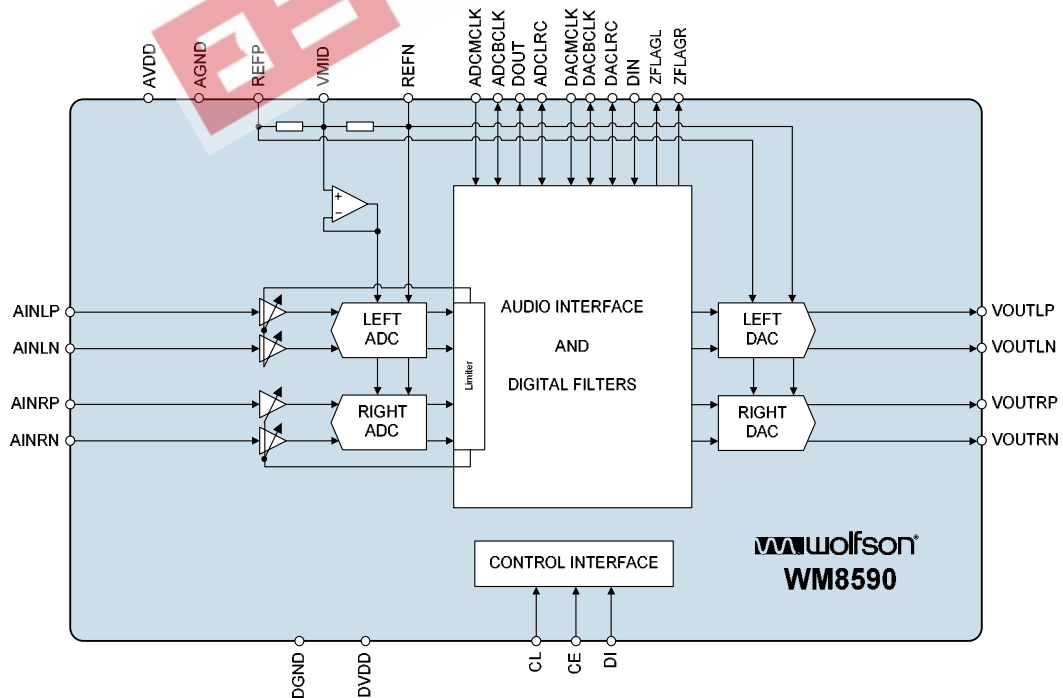 AVDD
AGND
REFP
VMID
REFN
ADCMCLK
ADCBCLK
DOUT
ADCLRC
DACMCLK
DACBCLK
DACLRC
DIN
ZFLAGL
ZFLAGR
+
−
AINLP
AINLN
AINRP
AINRN
LEFT
ADC
RIGHT
ADC
Limiter
AUDIO INTERFACE
AND
DIGITAL FILTERS
LEFT
DAC
RIGHT
DAC
VOUTLP
VOUTLN
VOUTRP
VOUTRN
CONTROL INTERFACE
wolfson®
WM8590
DGND
DVDD
CL
CE
DI